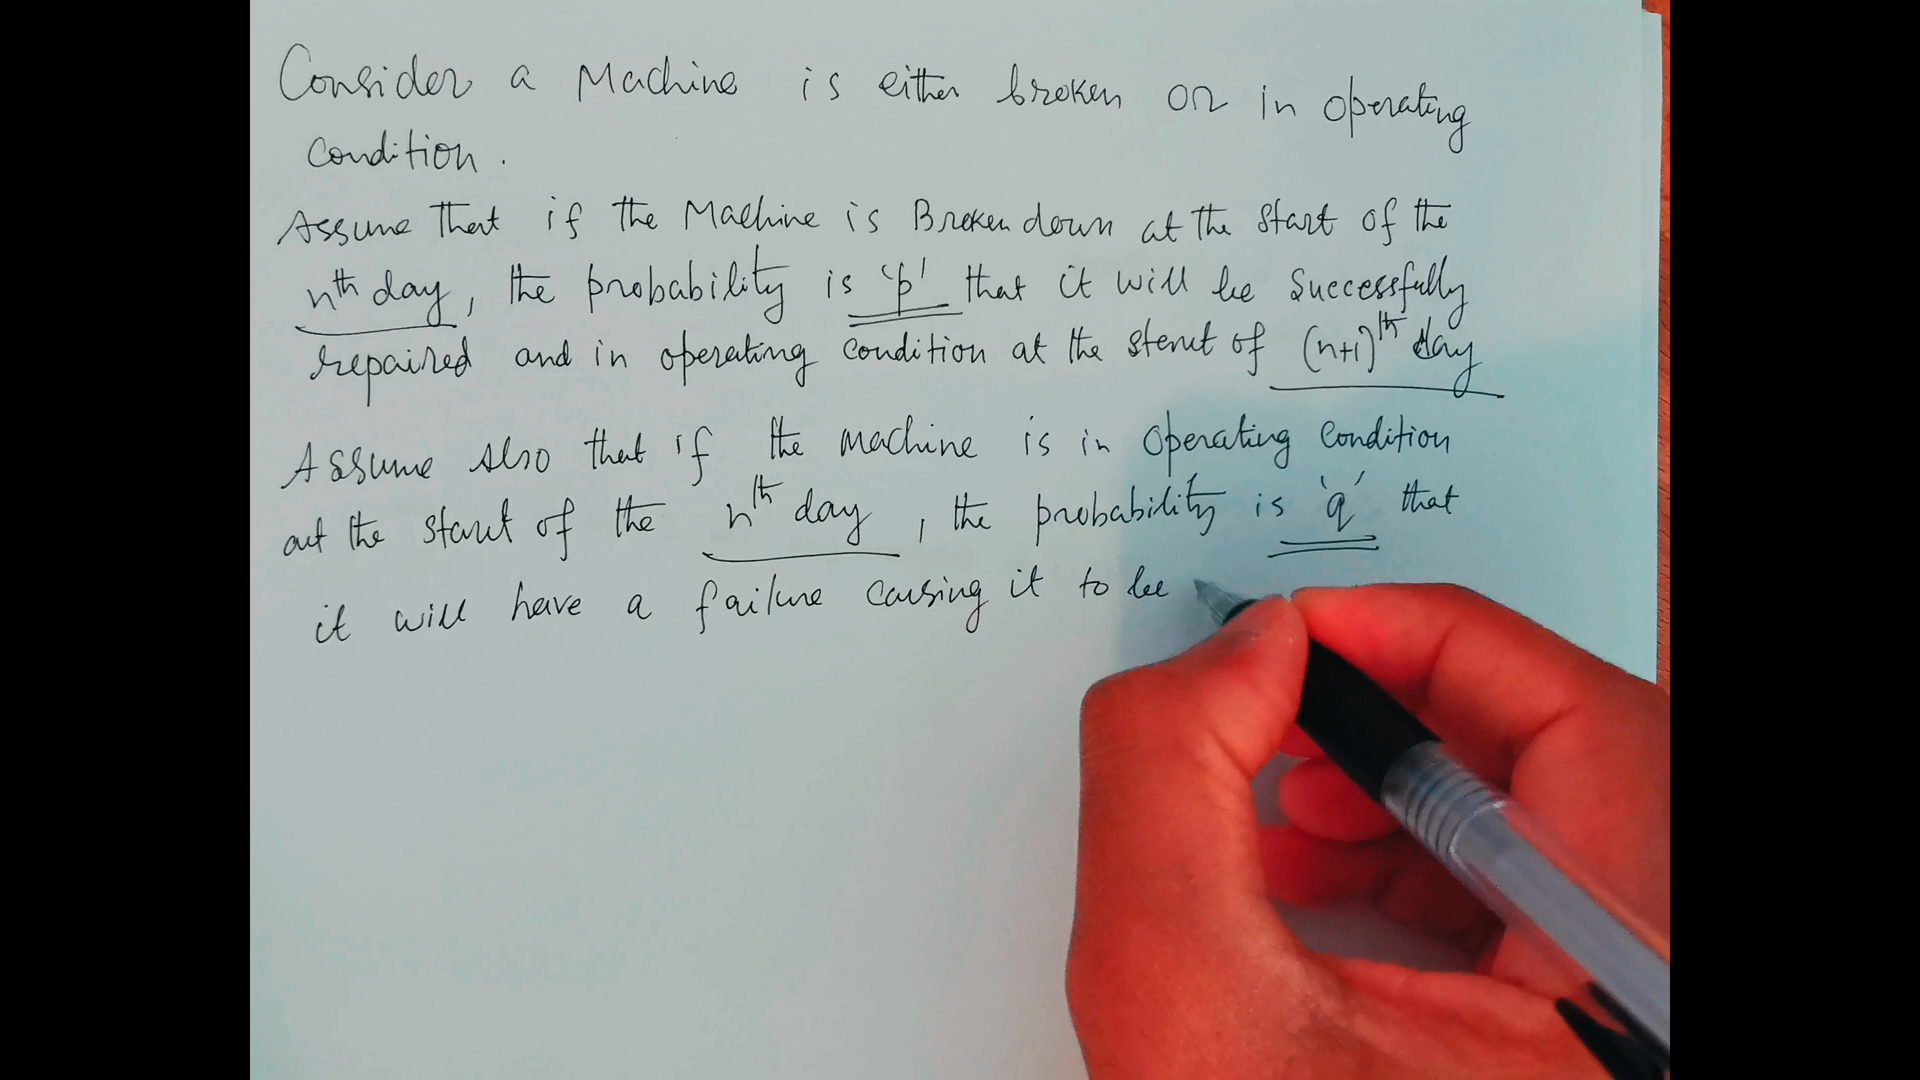 Consider a Machine is either broken or in operating
Condition.
Assume that if the Machine is Broken down at the start of the
nth day, the probability is 'p' that it will be Successfully
repaired and in operating condition at the start of (n+1)th day
Assume Also that if the machine is in operating condition
at the start of the nth day, the probability is 'q' that
it will have a failure causing it to be